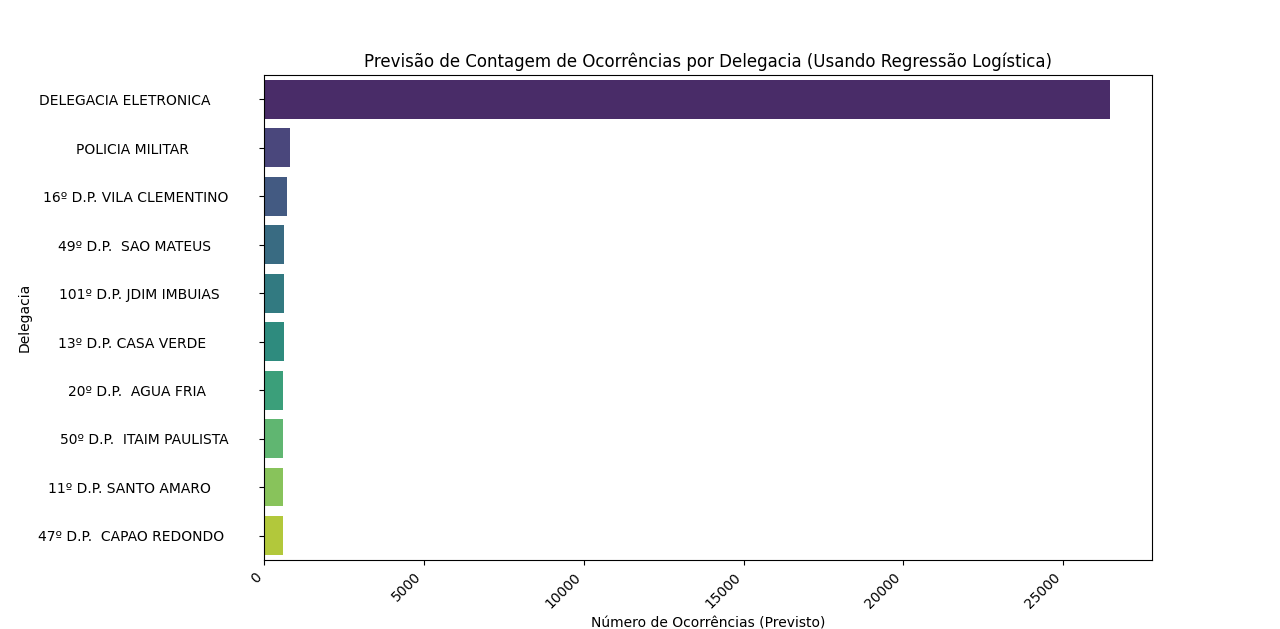 Previsão de Contagem de Ocorrências por Delegacia (Usando Regressão Logística)
DELEGACIA ELETRONICA
POLICIA MILITAR
16º D.P. VILA CLEMENTINO
49º D.P.  SAO MATEUS
101º D.P. JDIM IMBUIAS
13º D.P. CASA VERDE
20º D.P.  AGUA FRIA
50º D.P.  ITAIM PAULISTA
11º D.P. SANTO AMARO
47º D.P.  CAPAO REDONDO
Delegacia
0 5000 10000 15000 20000 25000
Número de Ocorrências (Previsto)